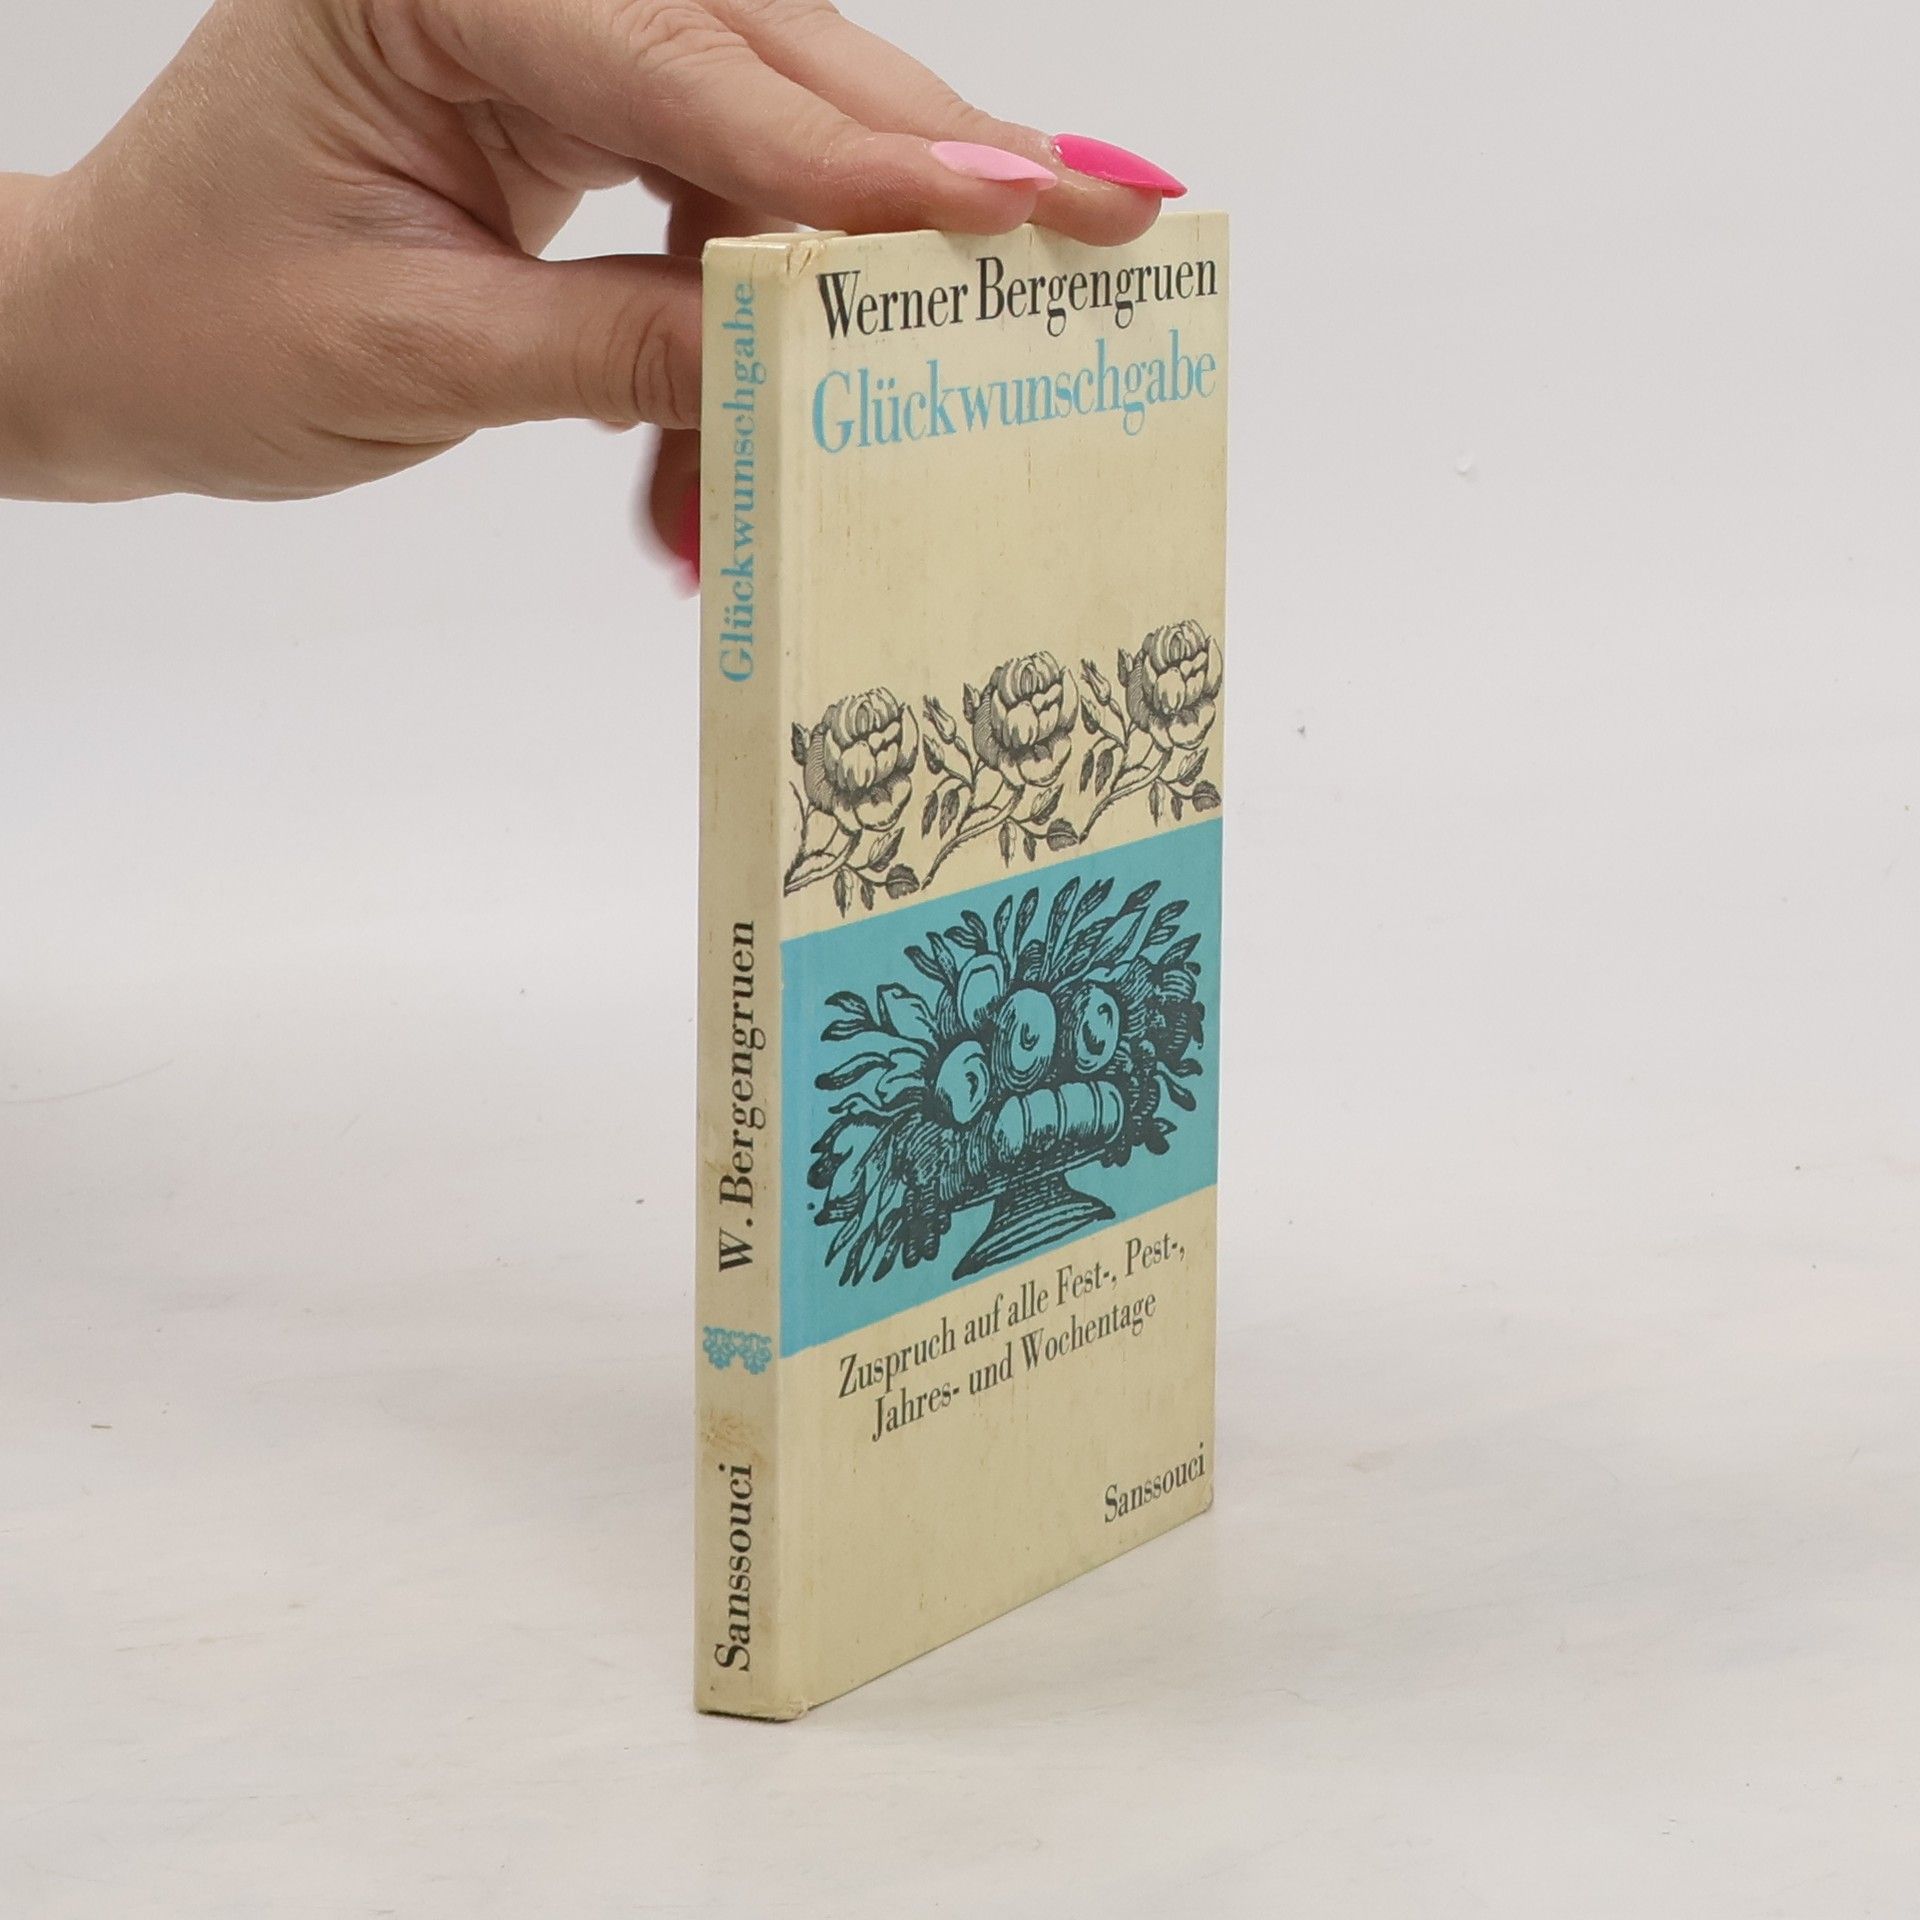 Werner Bergengruen
Glückwunschgabe
Zuspruch auf alle Fest-, Pest-,
Jahres- und Wochentage
Sanssouci
Sanssouci
W. Bergengruen
Glückwunschgabe